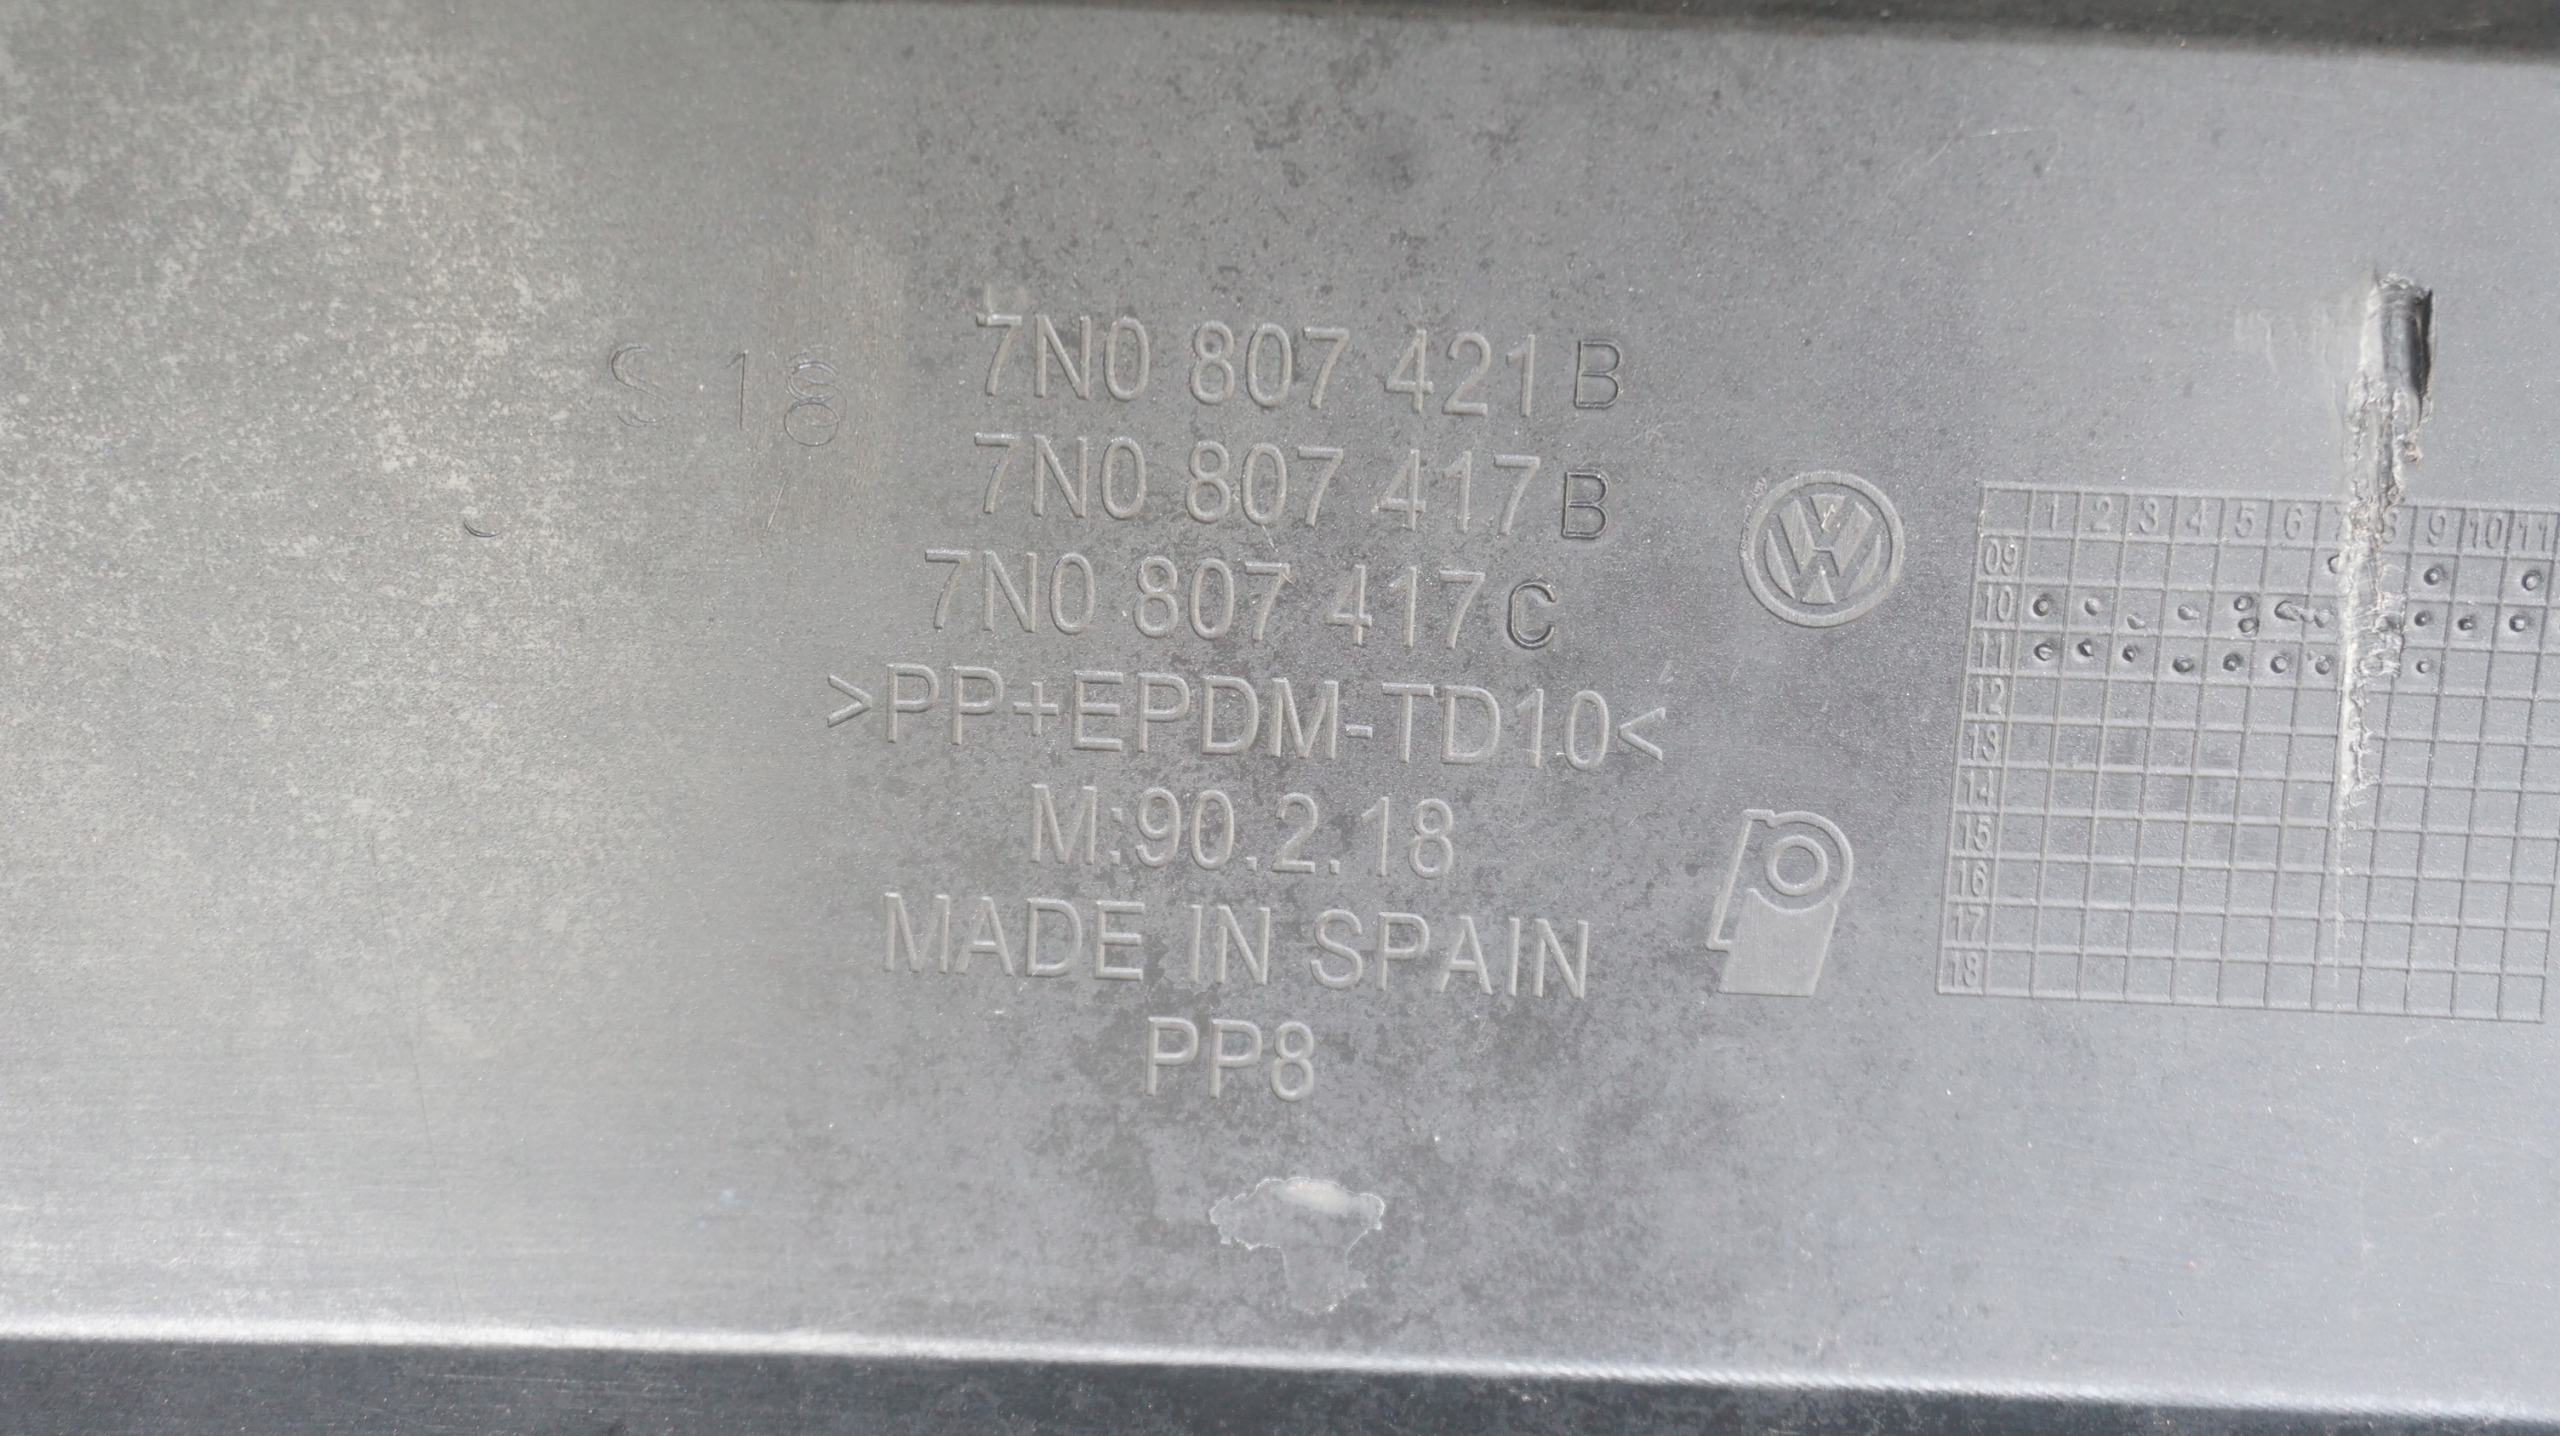 S 18
7N0 807 421 B
7N0 807 417 B
7N0 807 417 C
>PP+EPDM-TD10<
M:90.2.18
MADE IN SPAIN
PP8
VW
1 2 3 4 5 6 7 8 9 10 11
09
10
11
12
13
14
15
16
17
18